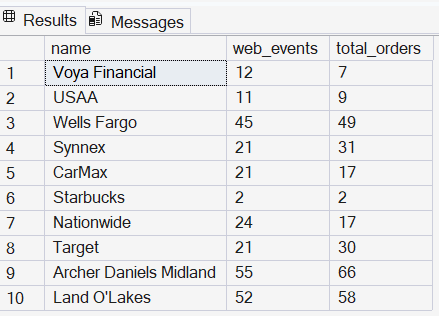 Results Messages
name web_events total_orders
1 Voya Financial 12 7
2 USAA 11 9
3 Wells Fargo 45 49
4 Synnex 21 31
5 CarMax 21 17
6 Starbucks 2 2
7 Nationwide 24 17
8 Target 21 30
9 Archer Daniels Midland 55 66
10 Land O'Lakes 52 58